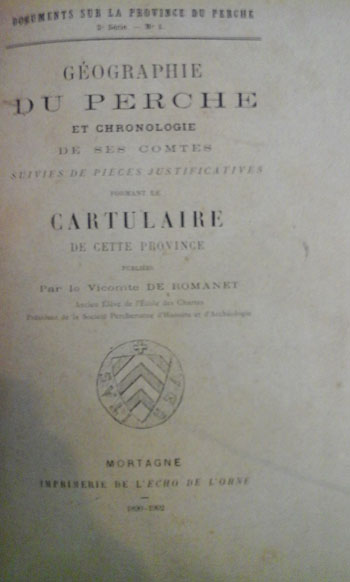 DOCUMENTS SUR LA PROVINCE DU PERCHE
2e Série. — No 1.
GÉOGRAPHIE
DU PERCHE
ET CHRONOLOGIE
DE SES COMTES
SUIVIES DE PIÈCES JUSTIFICATIVES
FORMANT LE
CARTULAIRE
DE CETTE PROVINCE
PUBLIÉES
Par le Vicomte DE ROMANET
Ancien Élève de l'École des Chartes
Président de la Société Percheronne d'Histoire et d'Archéologie
MORTAGNE
IMPRIMERIE DE L'ECHO DE L'ORNE
1890-1902